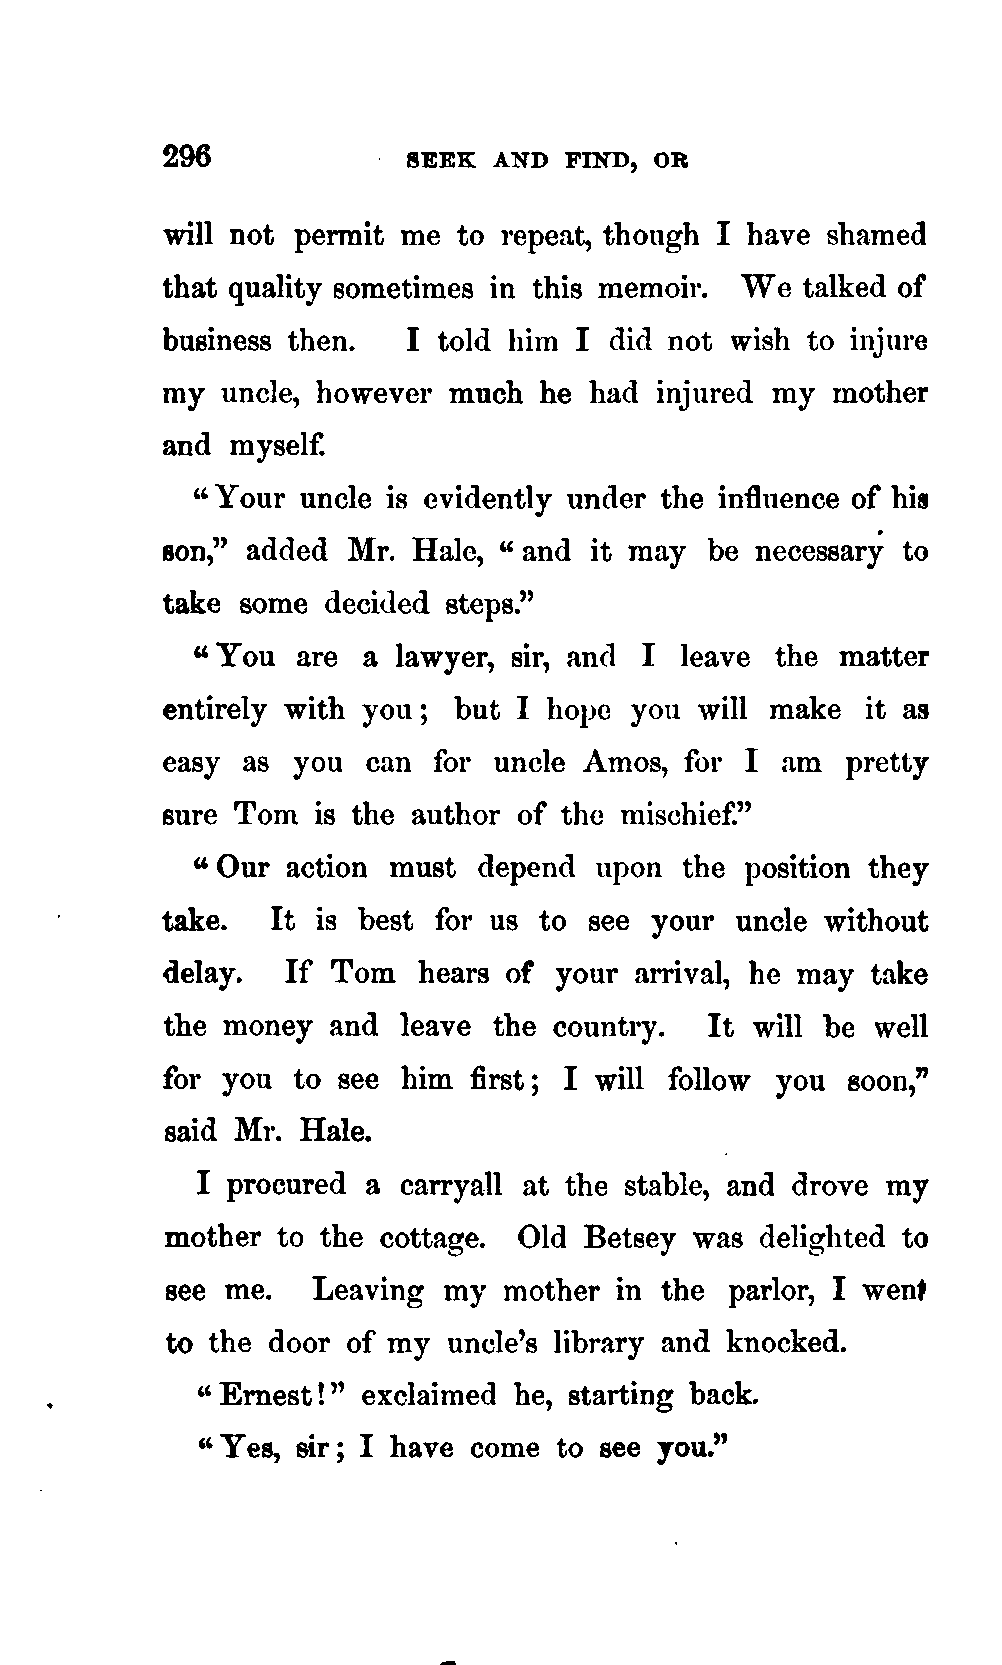 296 SEEK AND FIND, OR
will not permit me to repeat, though I have shamed
that quality sometimes in this memoir. We talked of
business then. I told him I did not wish to injure
my uncle, however much he had injured my mother
and myself.
“Your uncle is evidently under the influence of his
son,” added Mr. Hale, “and it may be necessary to
take some decided steps.”
“You are a lawyer, sir, and I leave the matter
entirely with you; but I hope you will make it as
easy as you can for uncle Amos, for I am pretty
sure Tom is the author of the mischief.”
“Our action must depend upon the position they
take. It is best for us to see your uncle without
delay. If Tom hears of your arrival, he may take
the money and leave the country. It will be well
for you to see him first; I will follow you soon,”
said Mr. Hale.
I procured a carryall at the stable, and drove my
mother to the cottage. Old Betsey was delighted to
see me. Leaving my mother in the parlor, I went
to the door of my uncle’s library and knocked.
“Ernest!” exclaimed he, starting back.
“Yes, sir; I have come to see you.”